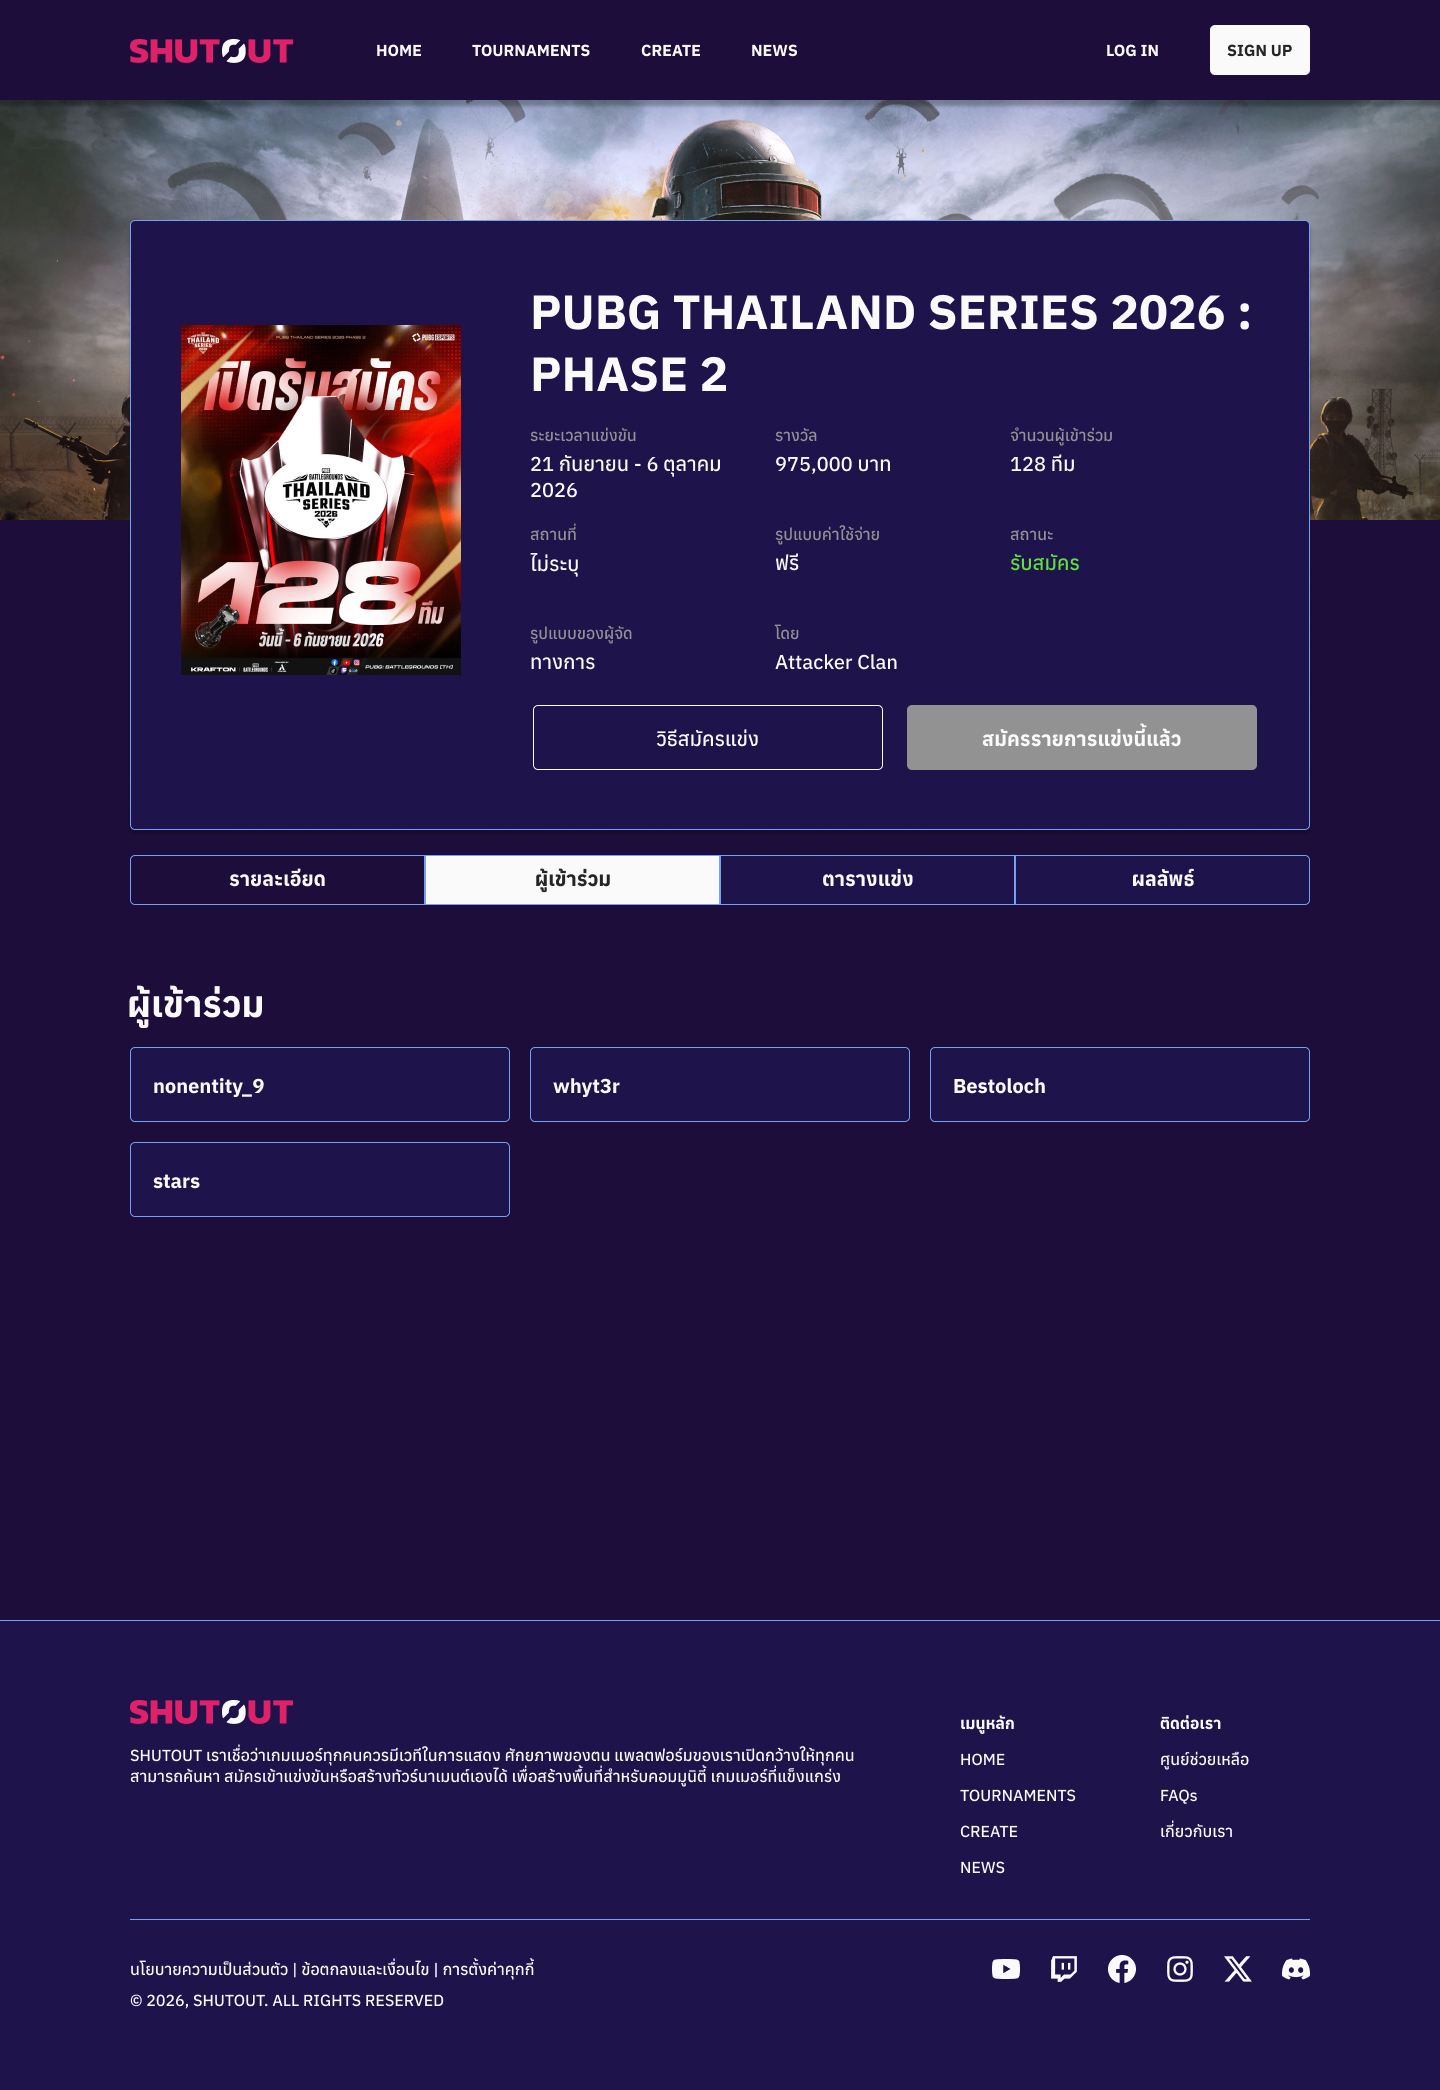 SHUTOUT
HOME
TOURNAMENTS
CREATE
NEWS
LOG IN
SIGN UP
THAILAND
SERIES
PUBG THAILAND SERIES 2026 PHASE 2
PUBG ESPORTS
เปิดรับสมัคร
BATTLEGROUNDS
THAILAND
SERIES
2026
128 ทีม
วันนี้ - 6 กันยายน 2026
KRAFTON
BATTLEGROUNDS
PUBG: BATTLEGROUNDS [TH]
PUBG THAILAND SERIES 2026 :
PHASE 2
ระยะเวลาแข่งขัน
21 กันยายน - 6 ตุลาคม
2026
รางวัล
975,000 บาท
จำนวนผู้เข้าร่วม
128 ทีม
สถานที่
ไม่ระบุ
รูปแบบค่าใช้จ่าย
ฟรี
สถานะ
รับสมัคร
รูปแบบของผู้จัด
ทางการ
โดย
Attacker Clan
วิธีสมัครแข่ง
สมัครรายการแข่งนี้แล้ว
รายละเอียด
ผู้เข้าร่วม
ตารางแข่ง
ผลลัพธ์
ผู้เข้าร่วม
nonentity_9
whyt3r
Bestoloch
stars
SHUTOUT
SHUTOUT เราเชื่อว่าเกมเมอร์ทุกคนควรมีเวทีในการแสดง ศักยภาพของตน แพลตฟอร์มของเราเปิดกว้างให้ทุกคน
สามารถค้นหา สมัครเข้าแข่งขันหรือสร้างทัวร์นาเมนต์เองได้ เพื่อสร้างพื้นที่สำหรับคอมมูนิตี้ เกมเมอร์ที่แข็งแกร่ง
เมนูหลัก
HOME
TOURNAMENTS
CREATE
NEWS
ติดต่อเรา
ศูนย์ช่วยเหลือ
FAQs
เกี่ยวกับเรา
นโยบายความเป็นส่วนตัว | ข้อตกลงและเงื่อนไข | การตั้งค่าคุกกี้
© 2026, SHUTOUT. ALL RIGHTS RESERVED